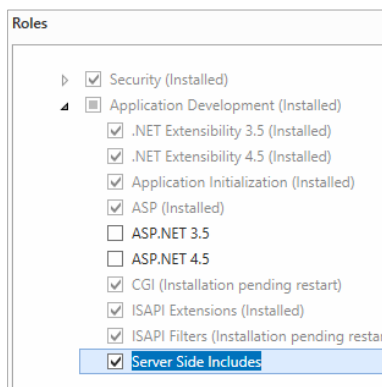 Roles
Security (Installed)
Application Development (Installed)
.NET Extensibility 3.5 (Installed)
.NET Extensibility 4.5 (Installed)
Application Initialization (Installed)
ASP (Installed)
ASP.NET 3.5
ASP.NET 4.5
CGI (Installation pending restart)
ISAPI Extensions (Installed)
ISAPI Filters (Installation pending restar
Server Side Includes